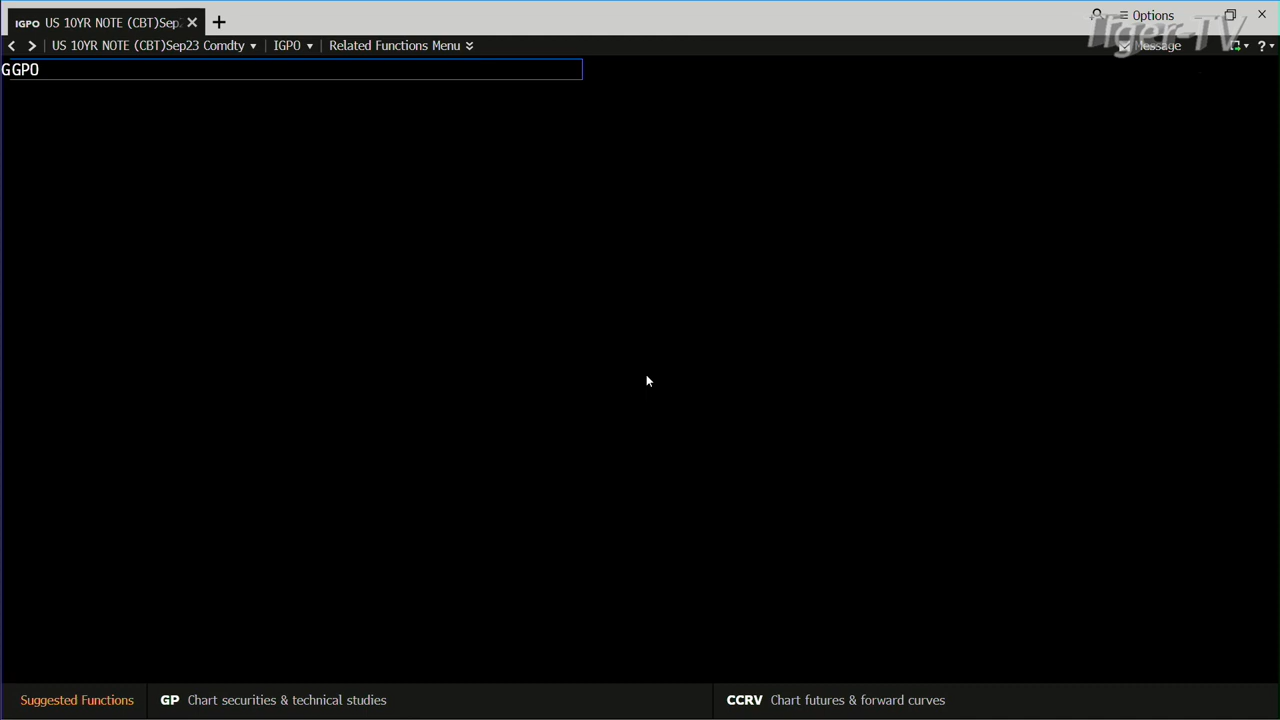 IGPO US 10YR NOTE (CBT)Sep
Options
US 10YR NOTE (CBT)Sep23 Comdty
IGPO
Related Functions Menu
Message
?
Tiger-TV
GGPO
Suggested Functions
GP Chart securities & technical studies
CCRV Chart futures & forward curves